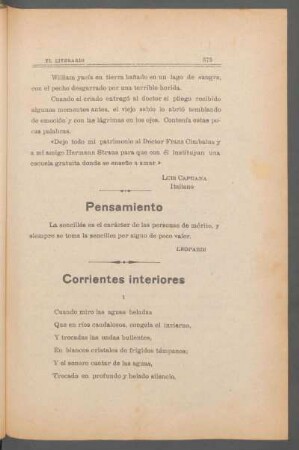 EL LITERARIO 273
Wildara yacía en tierra bañado en un lago de sangre,
con el pecho desgarrado por una terrible herida.
Cuando el criado entregó al doctor el pliego recibido
algunos momentos antes, el viejo sabio lo abrió temblando
de emoción y con las lágrimas en los ojos. Contenía estas po-
cas palabras.
«Dejo todo mi patrimonio al Doctor Franz Cimbalus y
a mi amigo Hermann Strauss para que con él instituyan una
escuela gratuita donde se enseñe a amar.»
LUIS CAPUANA
Italiano
Pensamiento
La sencillez es el carácter de las personas de mérito, y
siempre se toma la sencillez por signo de poco valer.
LEOPARDI
Corrientes interiores
I
Cuando miro las aguas heladas
Que en ríos caudalosos, congela el invierno,
Y trocadas las ondas bullentes,
En blancos cristales de frígidos témpanos;
Y el sonoro cantar de las aguas,
Trocado en profundo y helado silencio,